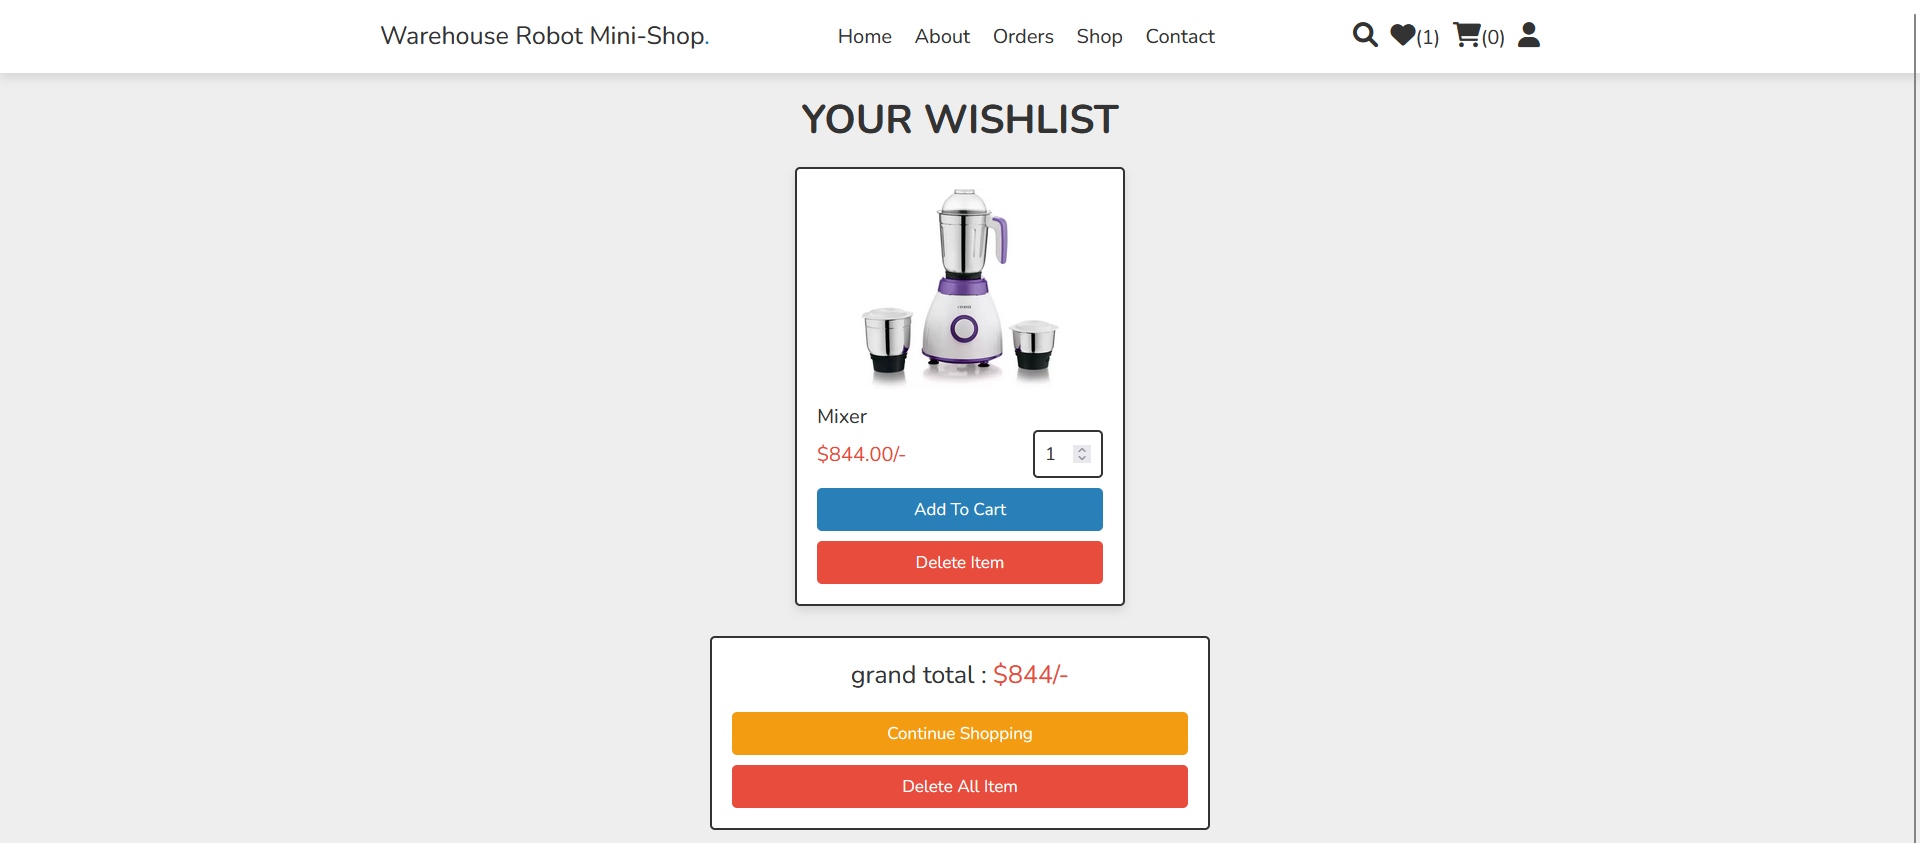 Warehouse Robot Mini-Shop.
Home About Orders Shop Contact
(1) (0)
YOUR WISHLIST
Mixer
$844.00/-
1
Add To Cart
Delete Item
grand total : $844/-
Continue Shopping
Delete All Item